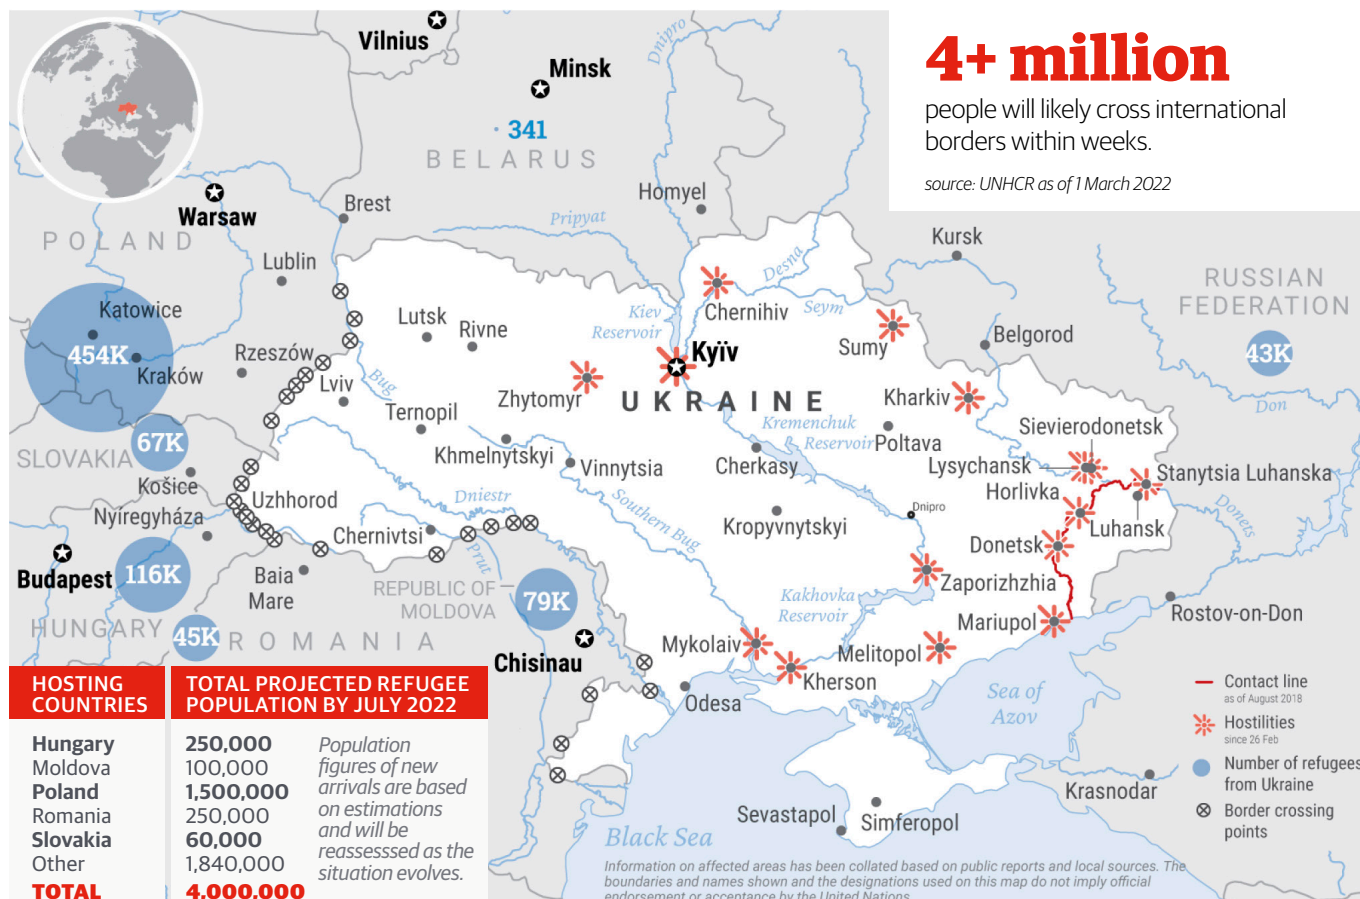 4+ million
people will likely cross international
borders within weeks.
source: UNHCR as of 1 March 2022
Vilnius
Minsk
341
BELARUS
Dnipro
Homyel
Pripyat
Warsaw
Brest
POLAND
Lublin
Katowice
454K
Kraków
Rzeszów
Lviv
Bug
Lutsk
Rivne
Kiev
Reservoir
Chernihiv
Desna
Seym
Kursk
RUSSIAN
FEDERATION
43K
Belgorod
Sumy
Kyïv
Zhytomyr
UKRAINE
Kharkiv
Don
Ternopil
Kremenchuk
Reservoir
Poltava
Sievierodonetsk
67K
SLOVAKIA
Košice
Khmelnytskyi
Vinnytsia
Cherkasy
Lysychansk
Stanytsia Luhanska
Horlivka
Nyíregyháza
Uzhhorod
Dniestr
Southern Bug
Dnipro
Donets
Kropyvnytskyi
Luhansk
Chernivtsi
Prut
Donetsk
Budapest
116K
Baia
Mare
REPUBLIC OF
MOLDOVA
79K
Zaporizhzhia
Kakhovka
Reservoir
Rostov-on-Don
HUNGARY
45K
ROMANIA
Mariupol
Chisinau
Mykolaiv
Melitopol
Kherson
Odesa
Sea of
Azov
Contact line
as of August 2018
Hostilities
since 26 Feb
Number of refugees
from Ukraine
Border crossing
points
Krasnodar
Sevastapol
Simferopol
Black Sea
HOSTING
COUNTRIES
TOTAL PROJECTED REFUGEE
POPULATION BY JULY 2022
Hungary 250,000
Moldova 100,000
Poland 1,500,000
Romania 250,000
Slovakia 60,000
Other 1,840,000
TOTAL 4,000,000
Population
figures of new
arrivals are based
on estimations
and will be
reassesssed as the
situation evolves.
Information on affected areas has been collated based on public reports and local sources. The
boundaries and names shown and the designations used on this map do not imply official
endorsement or acceptance by the United Nations.